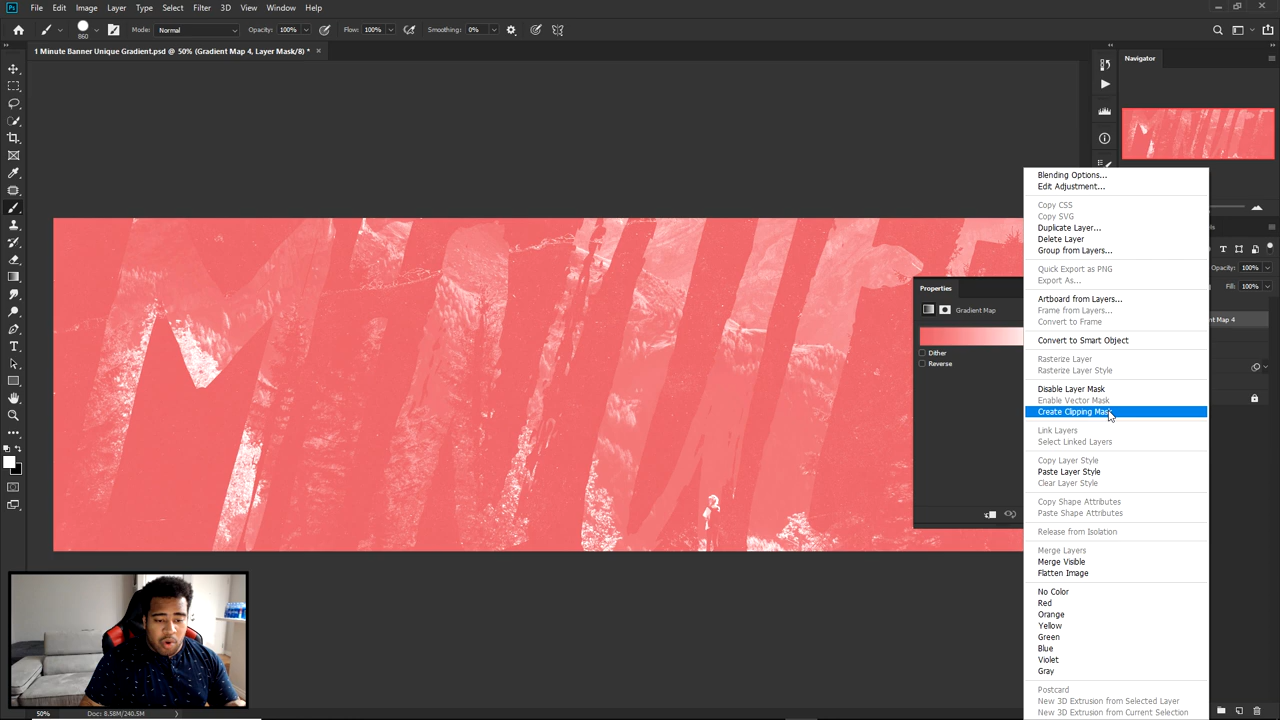 Ps File Edit Image Layer Type Select Filter 3D View Window Help
860 Mode: Normal Opacity: 100% Flow: 100% Smoothing: 0%
1 Minute Banner Unique Gradient.psd @ 50% (Gradient Map 4, Layer Mask/8) *
Navigator
Properties
Gradient Map
Dither
Reverse
Blending Options...
Edit Adjustment...
Copy CSS
Copy SVG
Duplicate Layer...
Delete Layer
Group from Layers...
Quick Export as PNG
Export As...
Artboard from Layers...
Frame from Layers...
Convert to Frame
Convert to Smart Object
Rasterize Layer
Rasterize Layer Style
Disable Layer Mask
Enable Vector Mask
Create Clipping Mask
Link Layers
Select Linked Layers
Copy Layer Style
Paste Layer Style
Clear Layer Style
Copy Shape Attributes
Paste Shape Attributes
Release from Isolation
Merge Layers
Merge Visible
Flatten Image
No Color
Red
Orange
Yellow
Green
Blue
Violet
Gray
Postcard
New 3D Extrusion from Selected Layer
New 3D Extrusion from Current Selection
Opacity: 100%
Fill: 100%
Map 4
50% Doc: 8.58M/240.5M